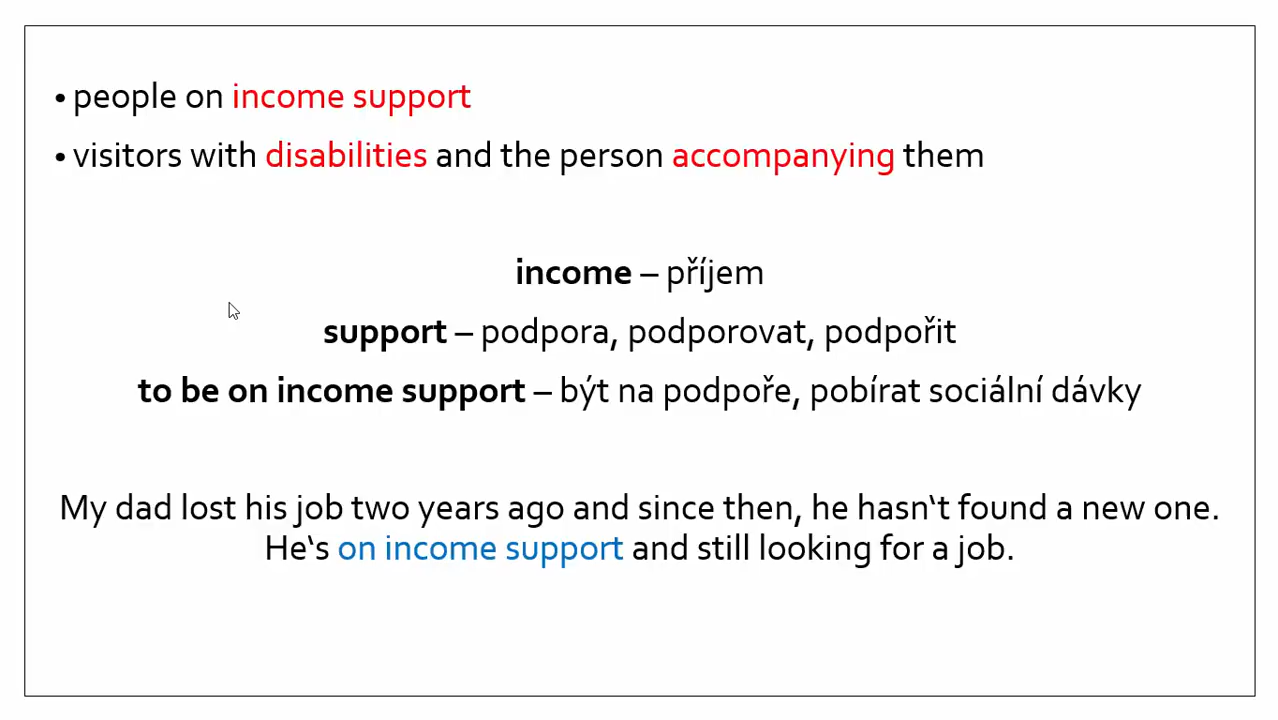 • people on income support
• visitors with disabilities and the person accompanying them
income – příjem
support – podpora, podporovat, podpořit
to be on income support – být na podpoře, pobírat sociální dávky
My dad lost his job two years ago and since then, he hasn‘t found a new one.
He‘s on income support and still looking for a job.